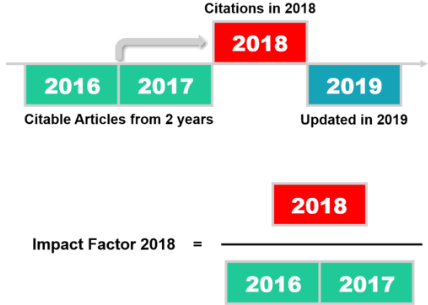 Citations in 2018
2018
2016 2017 2019
Citable Articles from 2 years Updated in 2019
2018
Impact Factor 2018 =
2016 2017